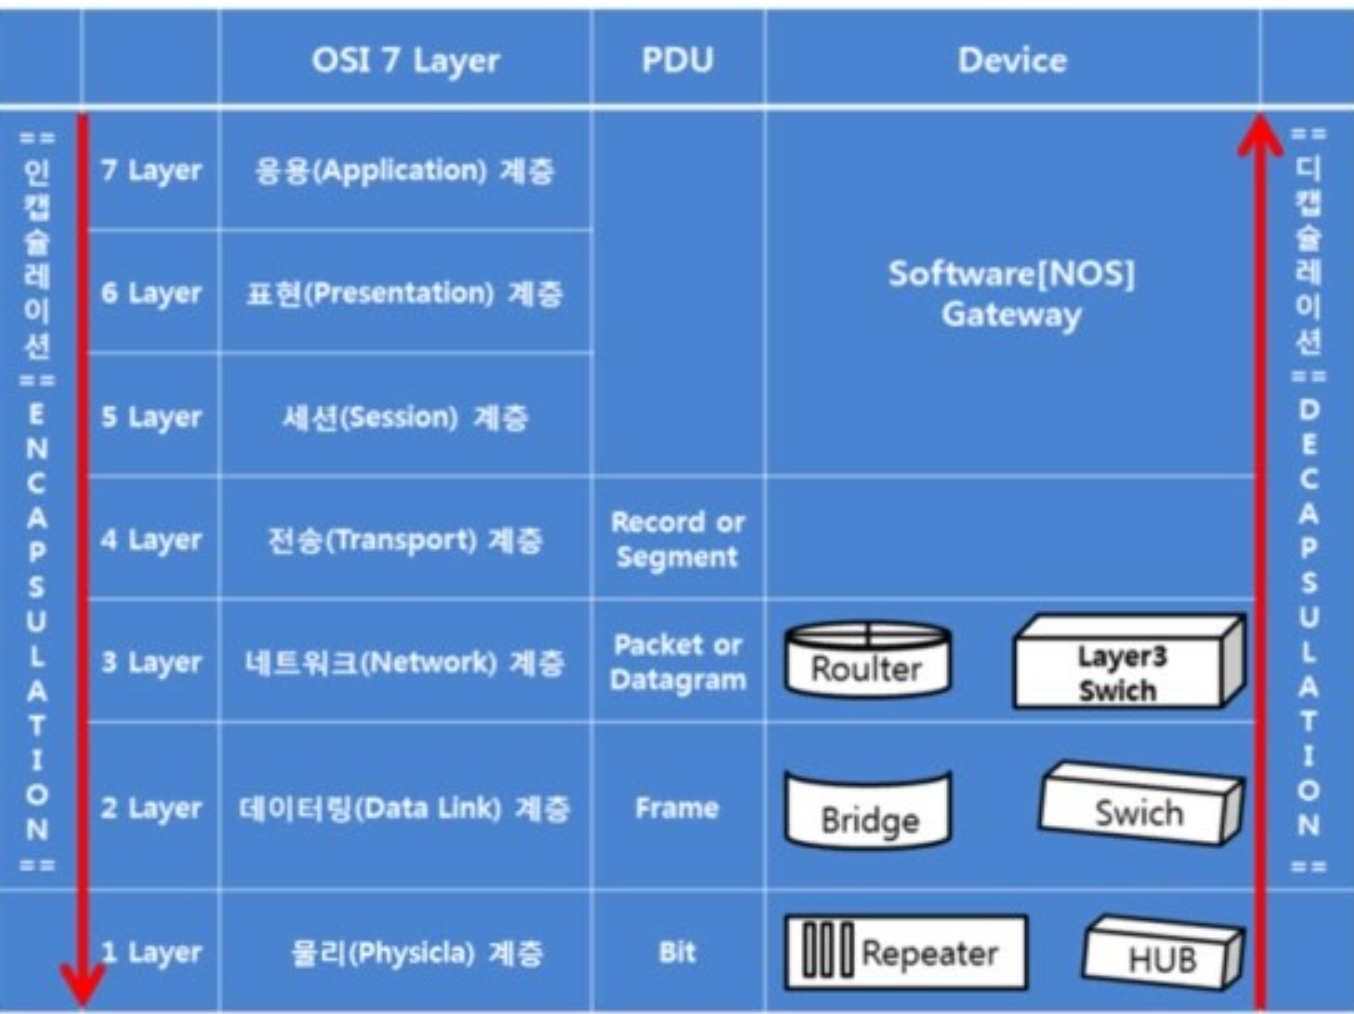 OSI 7 Layer PDU Device
== 인캡슐레이션 == ENCAPSULATION ==
7 Layer 응용(Application) 계층
6 Layer 표현(Presentation) 계층
5 Layer 세션(Session) 계층
Software[NOS]
Gateway
4 Layer 전송(Transport) 계층 Record or
Segment
3 Layer 네트워크(Network) 계층 Packet or
Datagram
Roulter
Layer3
Swich
2 Layer 데이터링(Data Link) 계층 Frame
Bridge
Swich
1 Layer 물리(Physicla) 계층 Bit
Repeater
HUB
== 디캡슐레이션 == DECAPSULATION ==